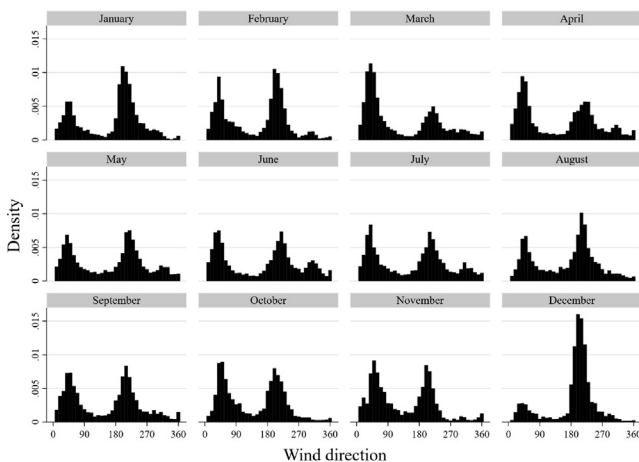 January February March April
.015
.01
.005
0
May June July August
.015
.01
.005
0
Density
September October November December
.015
.01
.005
0
0 90 180 270 360 0 90 180 270 360 0 90 180 270 360 0 90 180 270 360
Wind direction